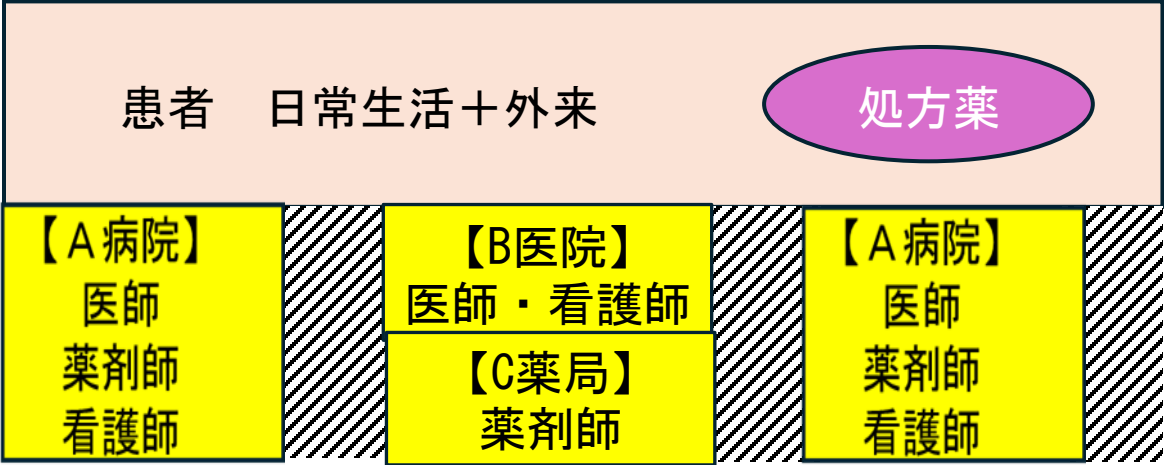 患者　日常生活＋外来
処方薬
【Ａ病院】
医師
薬剤師
看護師
【B医院】
医師・看護師
【C薬局】
薬剤師
【Ａ病院】
医師
薬剤師
看護師